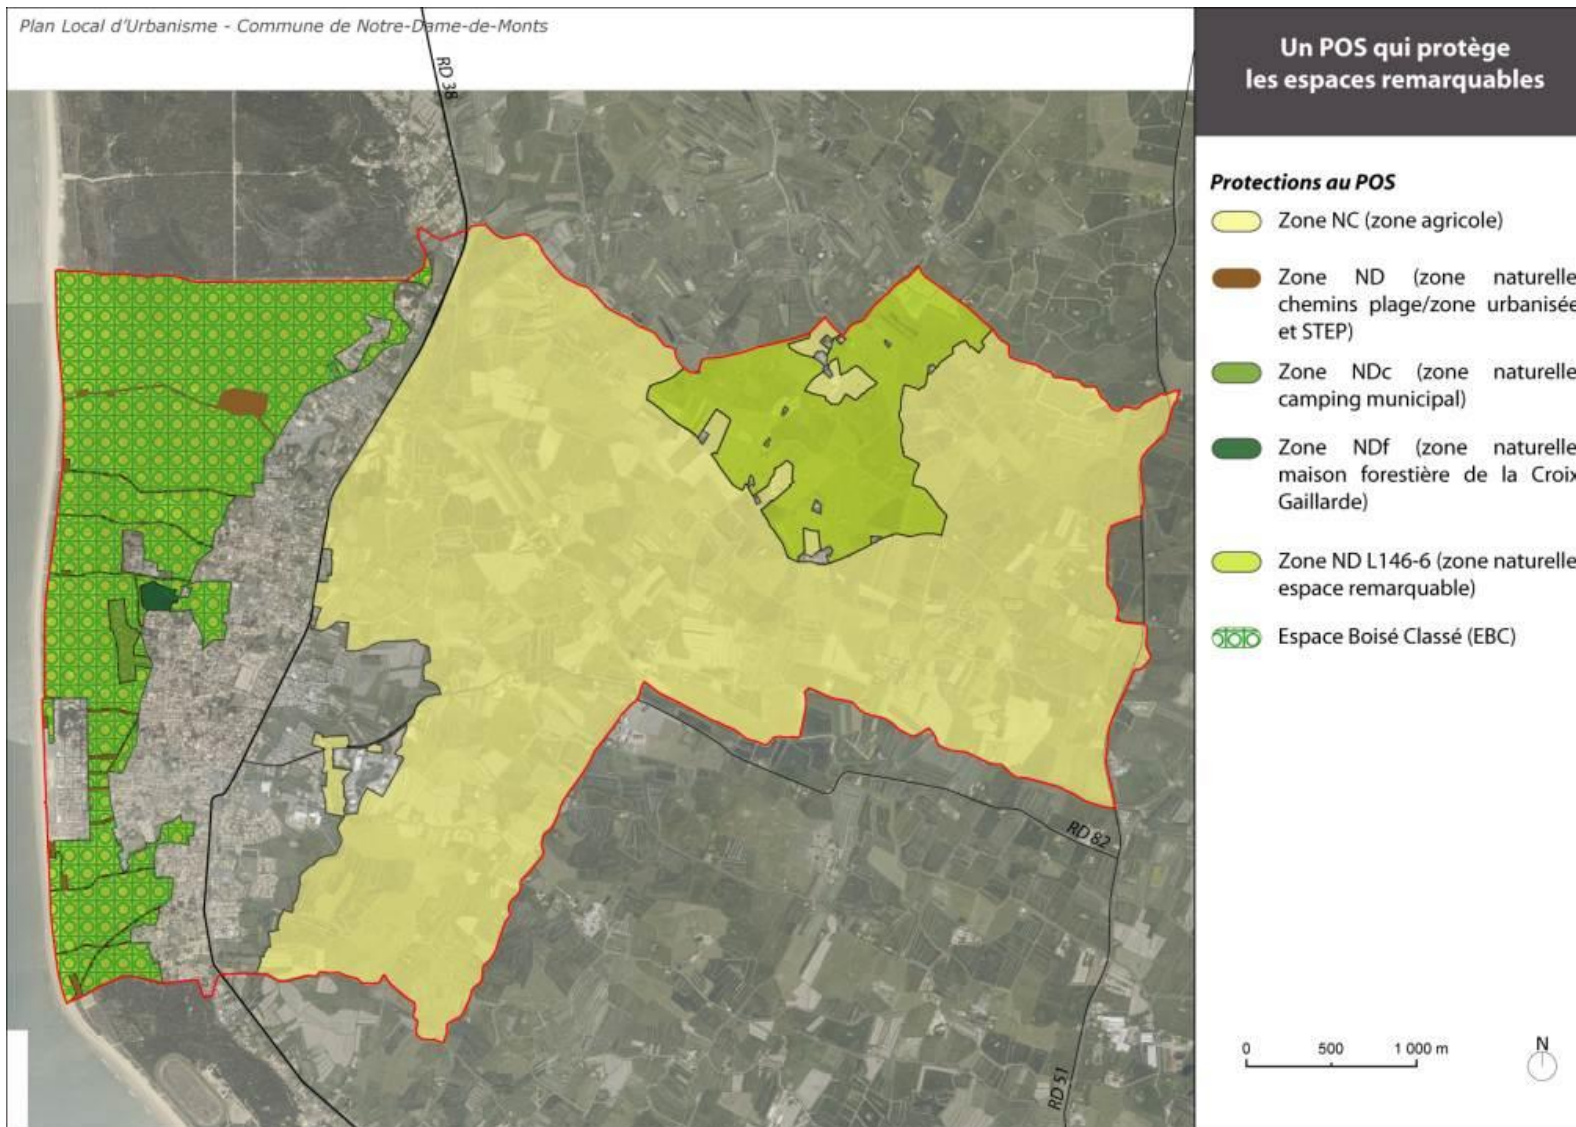 Plan Local d'Urbanisme - Commune de Notre-Dame-de-Monts
Un POS qui protège
les espaces remarquables
RD 38
Protections au POS
Zone NC (zone agricole)
Zone ND (zone naturelle
chemins plage/zone urbanisée
et STEP)
Zone NDc (zone naturelle
camping municipal)
Zone NDf (zone naturelle
maison forestière de la Croix
Gaillarde)
Zone ND L146-6 (zone naturelle
espace remarquable)
Espace Boisé Classé (EBC)
RD 82
RD 51
0 500 1 000 m
N